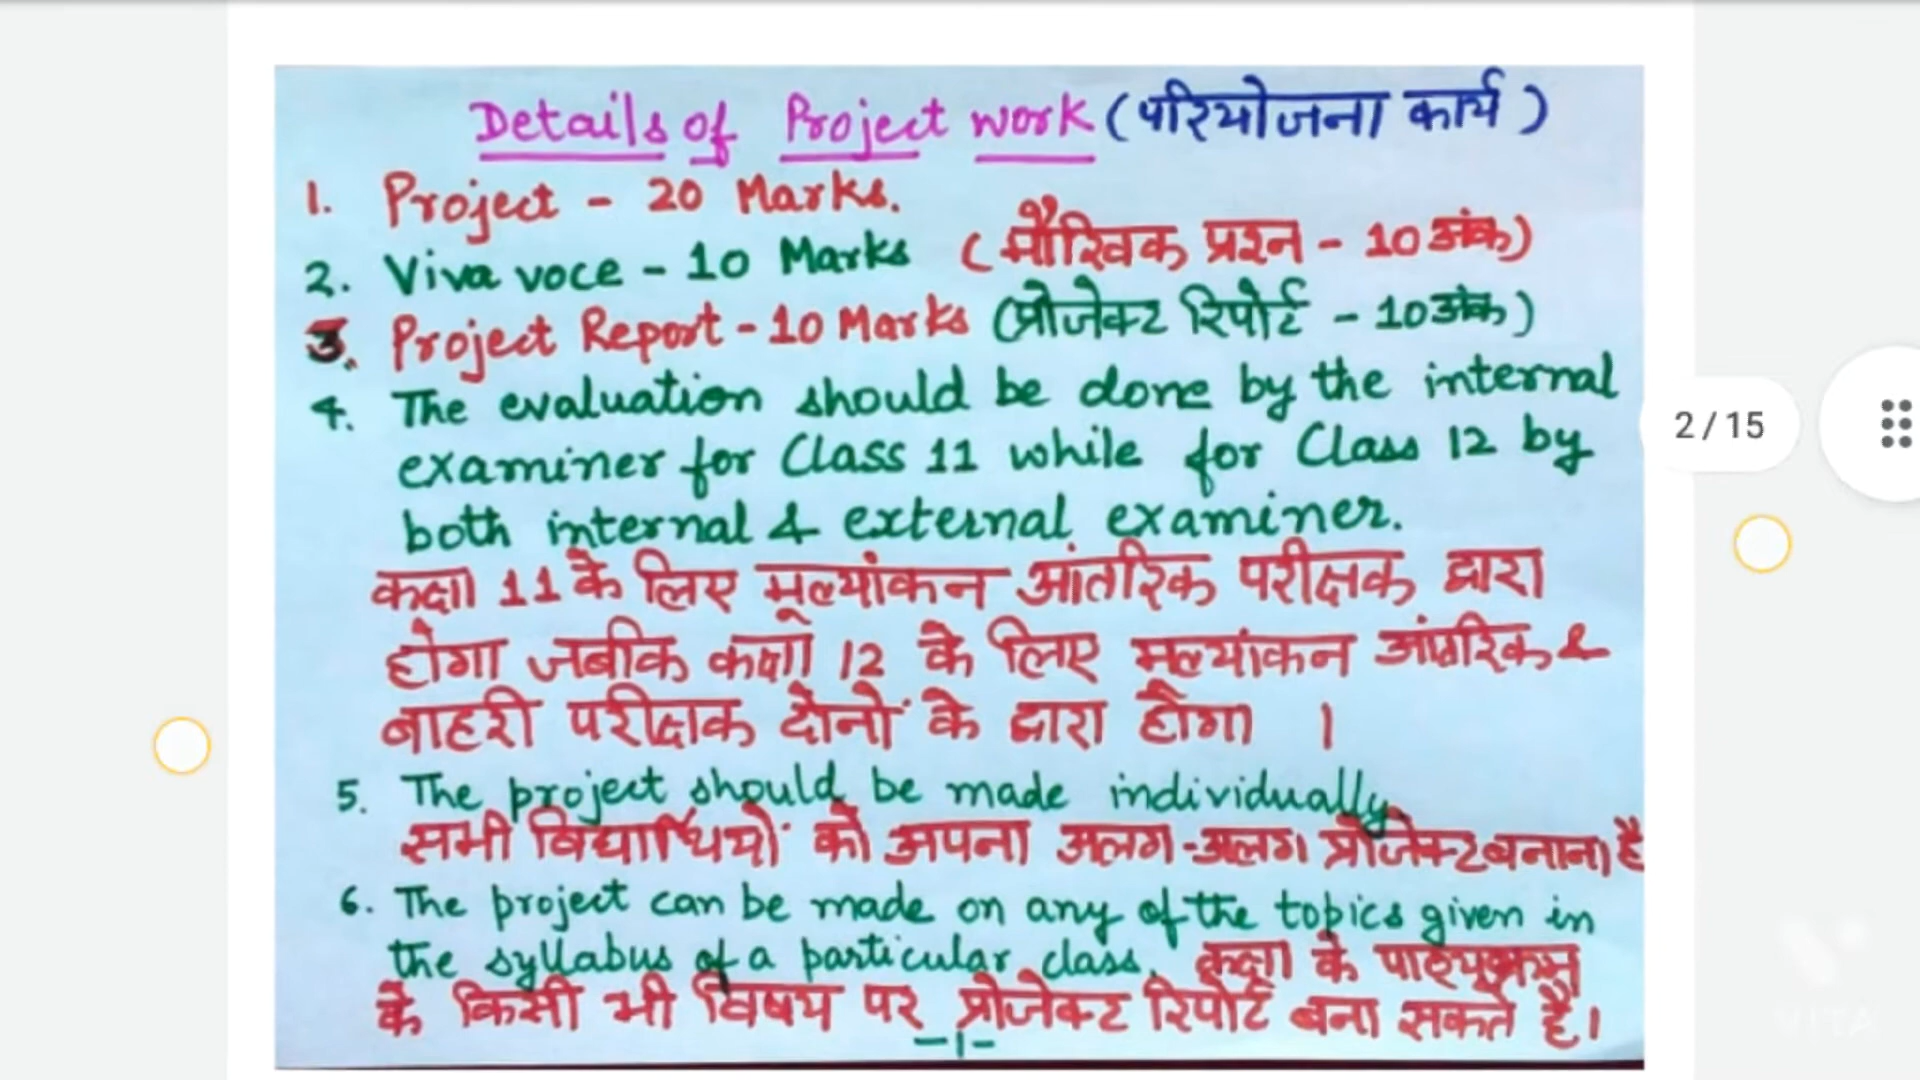 Details of Project work (परियोजना कार्य)
1. Project - 20 Marks.
2. Viva voce - 10 Marks (मौखिक प्रश्न - 10 अंक)
3. Project Report - 10 Marks (प्रोजेक्ट रिपोर्ट - 10 अंक)
4. The evaluation should be done by the internal
examiner for Class 11 while for Class 12 by
both internal & external examiner.
कक्षा 11 के लिए मूल्यांकन आंतरिक परीक्षक द्वारा
होगा जबकि कक्षा 12 के लिए मूल्यांकन आंतरिक &
बाहरी परीक्षक दोनों के द्वारा होगा ।
5. The project should be made individually
सभी विद्यार्थियों को अपना अलग-अलग प्रोजेक्ट बनाना है
6. The project can be made on any of the topics given in
the syllabus of a particular class. कक्षा के पाठ्यक्रम
के किसी भी विषय पर प्रोजेक्ट रिपोर्ट बना सकते हैं।
-1-
2 / 15
VITA